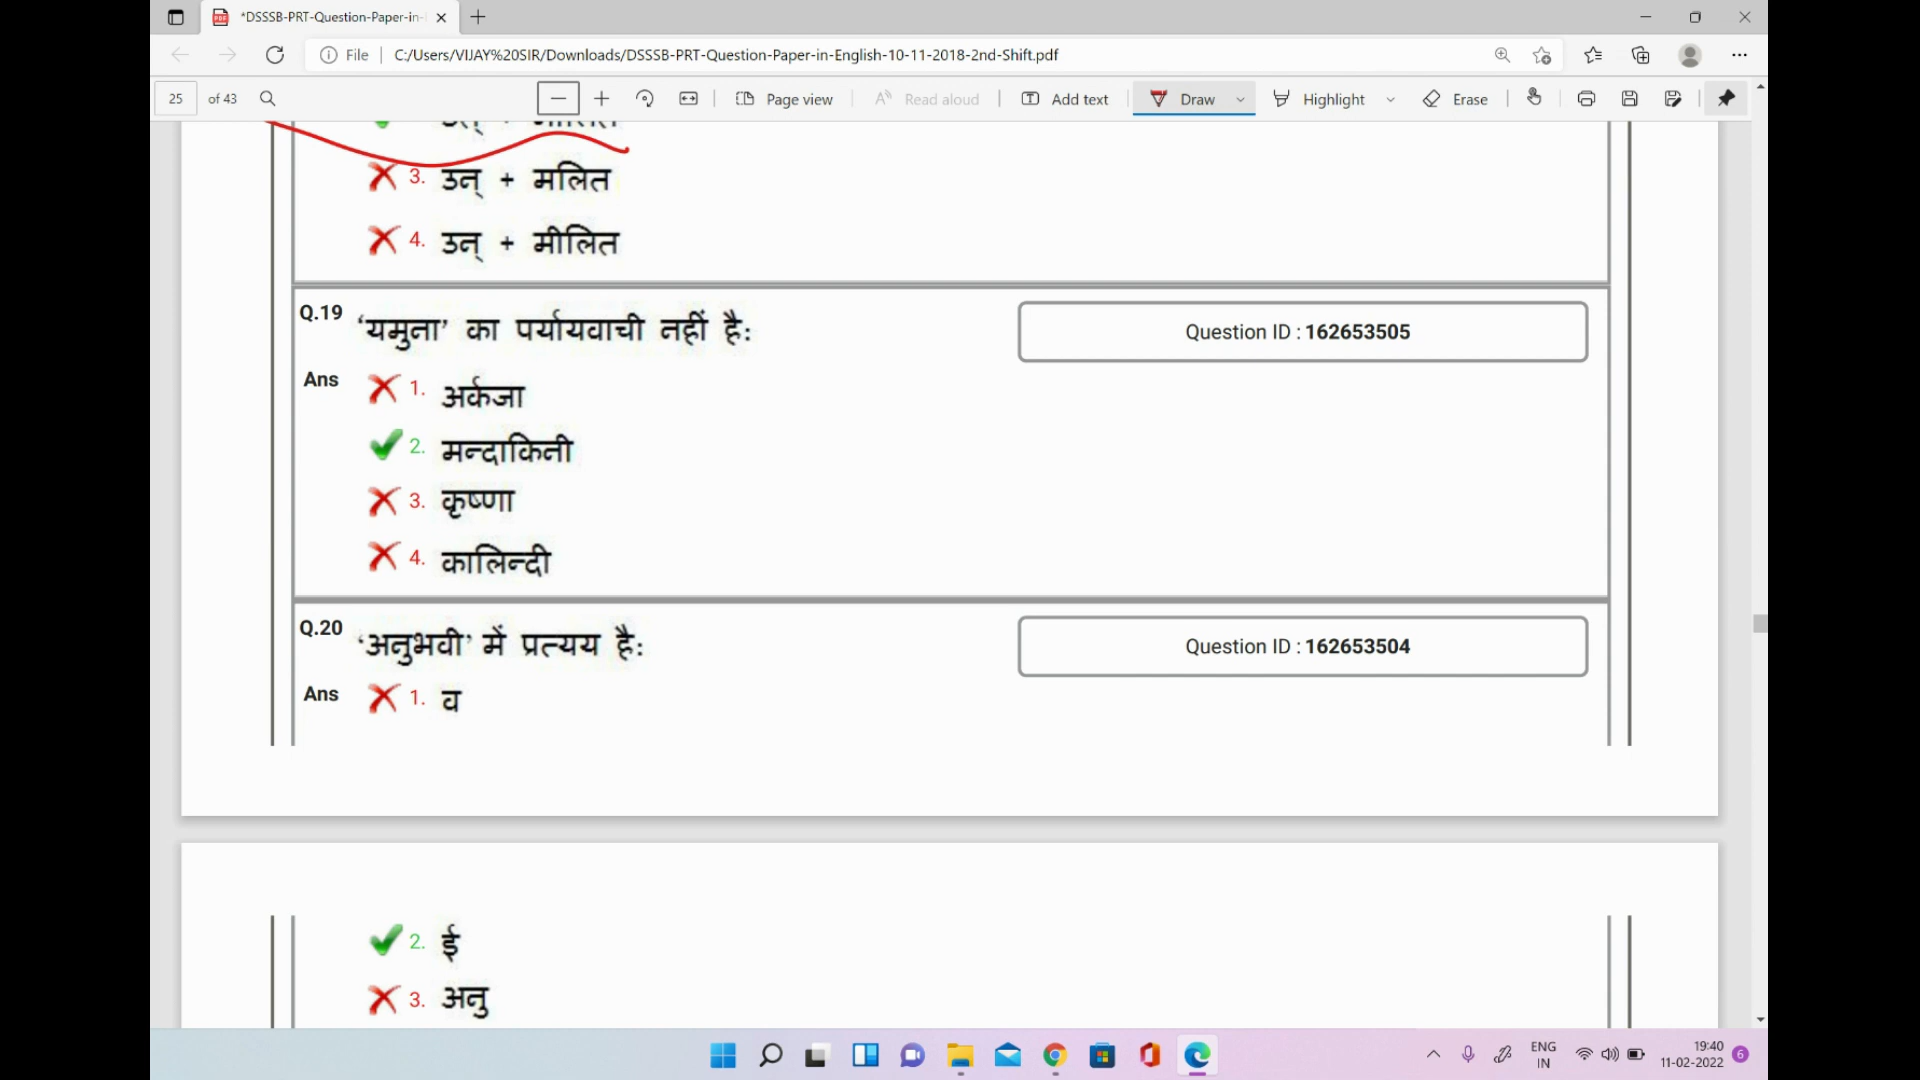 *DSSSB-PRT-Question-Paper-in-
File
C:/Users/VIJAY%20SIR/Downloads/DSSSB-PRT-Question-Paper-in-English-10-11-2018-2nd-Shift.pdf
25 of 43 Page view Read aloud Add text Draw Highlight Erase
3. उन् + मलित
4. उन् + मीलित
Q.19 ‘यमुना’ का पर्यायवाची नहीं है:
Question ID : 162653505
Ans 1. अर्कजा
2. मन्दाकिनी
3. कृष्णा
4. कालिन्दी
Q.20 ‘अनुभवी’ में प्रत्यय है:
Question ID : 162653504
Ans 1. व
2. ई
3. अनु
ENG
IN
19:40
11-02-2022
6